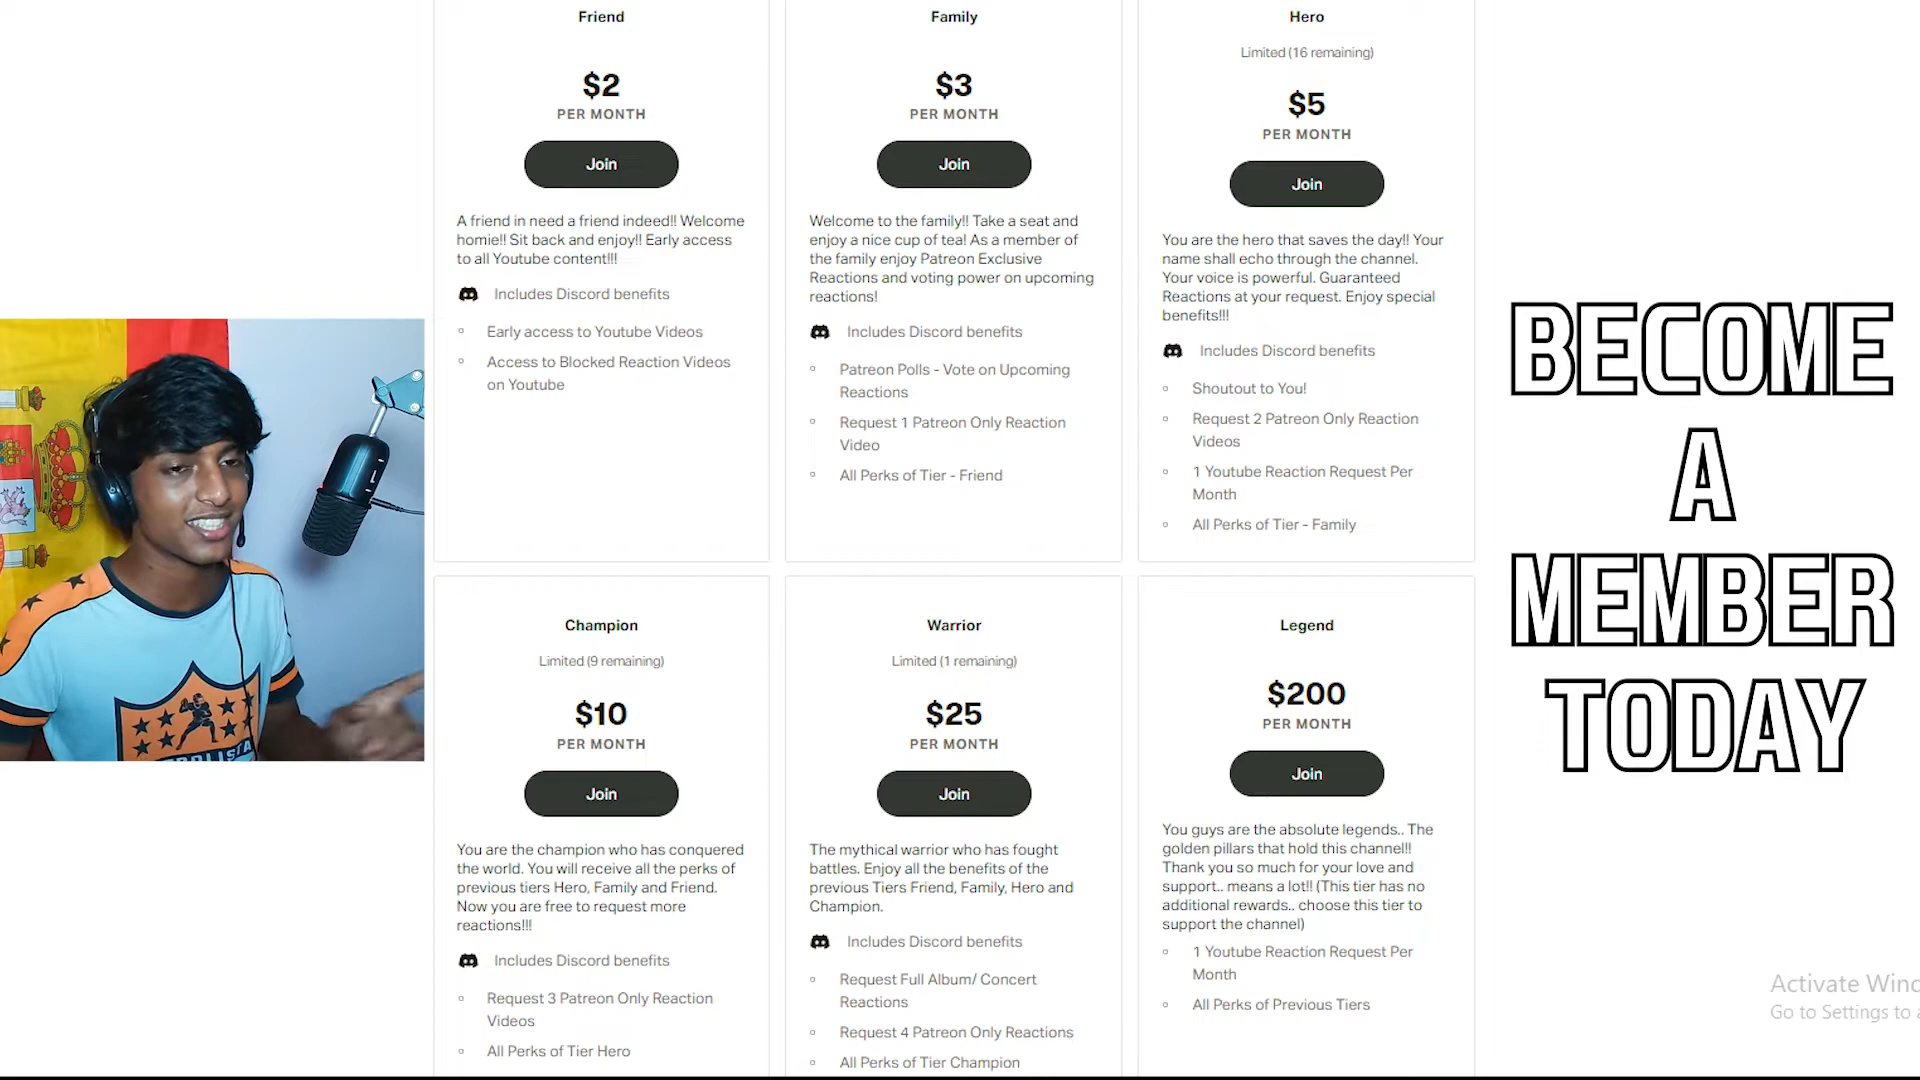 Friend
$2
PER MONTH
Join
A friend in need a friend indeed!! Welcome
homie!! Sit back and enjoy!! Early access
to all Youtube content!!!
Includes Discord benefits
Early access to Youtube Videos
Access to Blocked Reaction Videos
on Youtube
Family
$3
PER MONTH
Join
Welcome to the family!! Take a seat and
enjoy a nice cup of tea! As a member of
the family enjoy Patreon Exclusive
Reactions and voting power on upcoming
reactions!
Includes Discord benefits
Patreon Polls - Vote on Upcoming
Reactions
Request 1 Patreon Only Reaction
Video
All Perks of Tier - Friend
Hero
Limited (16 remaining)
$5
PER MONTH
Join
You are the hero that saves the day!! Your
name shall echo through the channel.
Your voice is powerful. Guaranteed
Reactions at your request. Enjoy special
benefits!!!
Includes Discord benefits
Shoutout to You!
Request 2 Patreon Only Reaction
Videos
1 Youtube Reaction Request Per
Month
All Perks of Tier - Family
Champion
Limited (9 remaining)
$10
PER MONTH
Join
You are the champion who has conquered
the world. You will receive all the perks of
previous tiers Hero, Family and Friend.
Now you are free to request more
reactions!!!
Includes Discord benefits
Request 3 Patreon Only Reaction
Videos
All Perks of Tier Hero
Warrior
Limited (1 remaining)
$25
PER MONTH
Join
The mythical warrior who has fought
battles. Enjoy all the benefits of the
previous Tiers Friend, Family, Hero and
Champion.
Includes Discord benefits
Request Full Album/ Concert
Reactions
Request 4 Patreon Only Reactions
All Perks of Tier Champion
Legend
$200
PER MONTH
Join
You guys are the absolute legends.. The
golden pillars that hold this channel!!
Thank you so much for your love and
support.. means a lot!! (This tier has no
additional rewards.. choose this tier to
support the channel)
1 Youtube Reaction Request Per
Month
All Perks of Previous Tiers
BECOME
A
MEMBER
TODAY
Activate Winc
Go to Settings to a